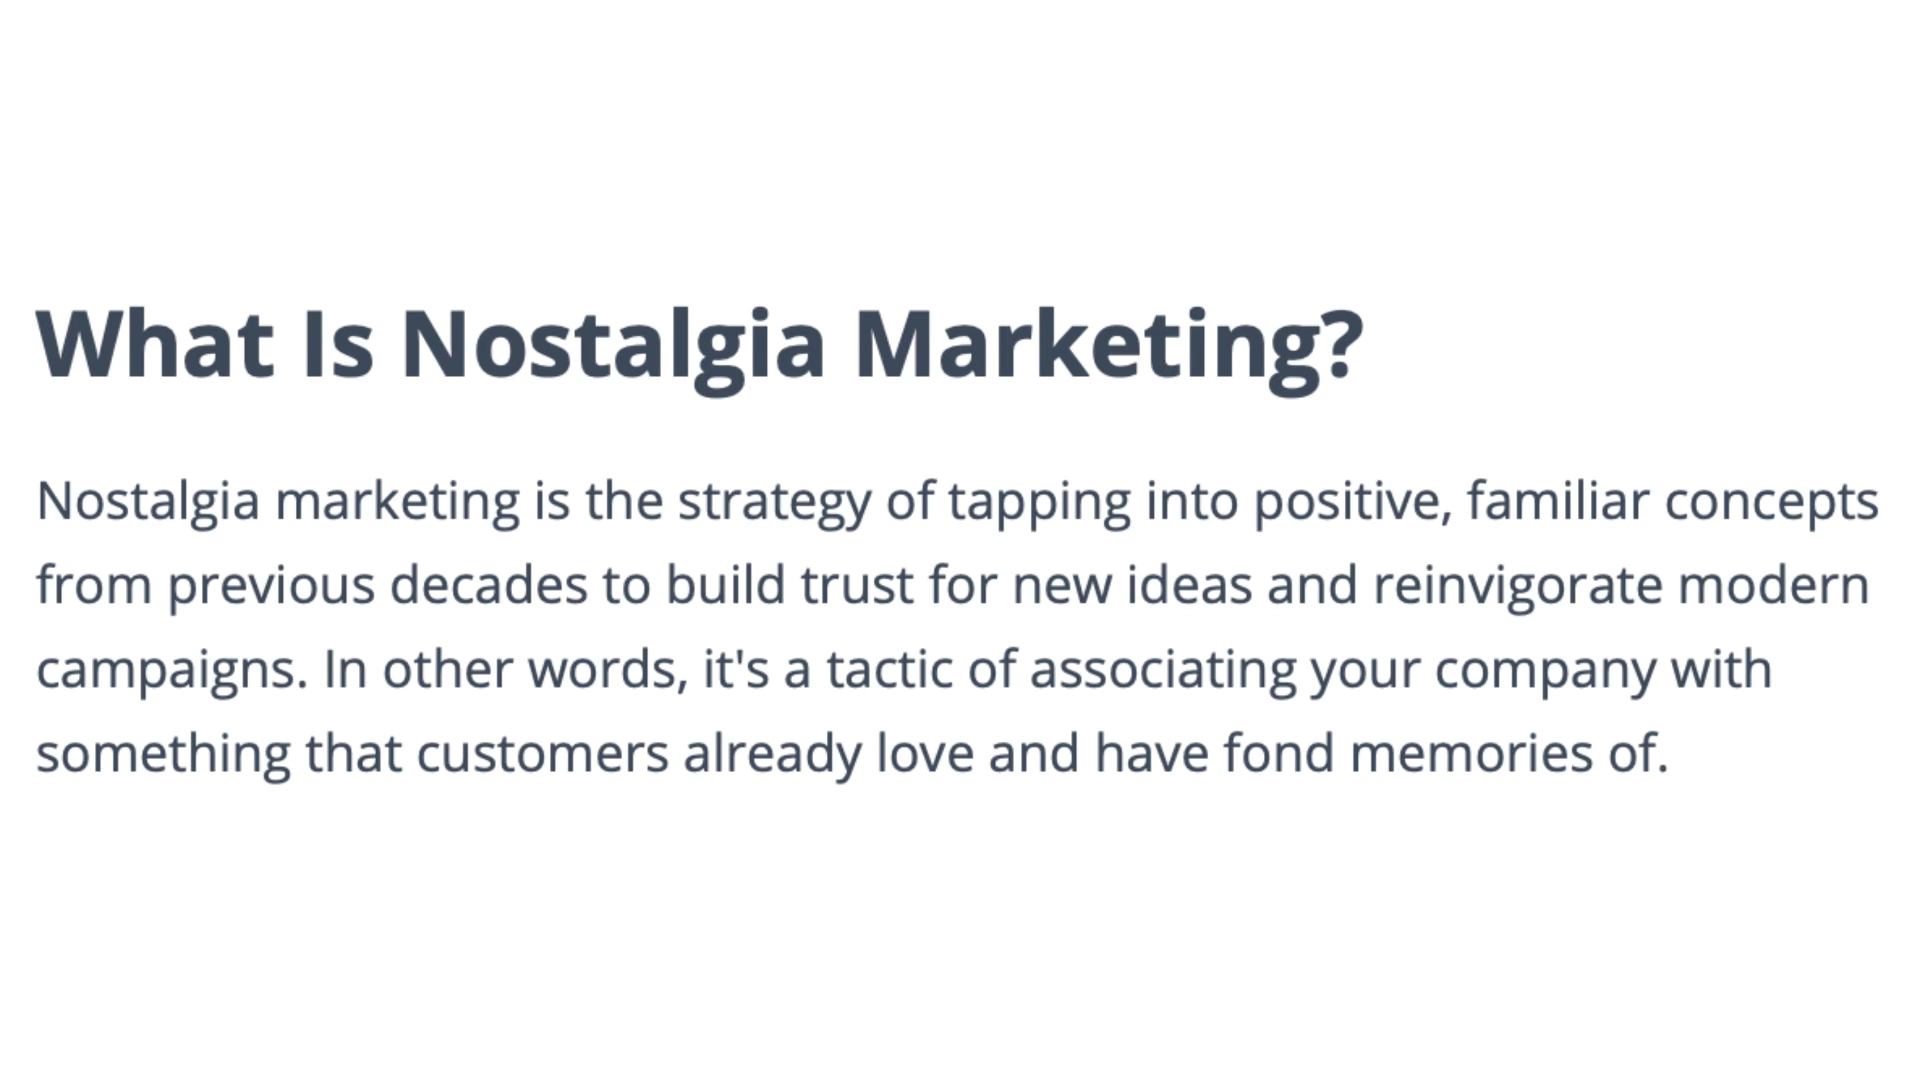 What Is Nostalgia Marketing?
Nostalgia marketing is the strategy of tapping into positive, familiar concepts
from previous decades to build trust for new ideas and reinvigorate modern
campaigns. In other words, it's a tactic of associating your company with
something that customers already love and have fond memories of.